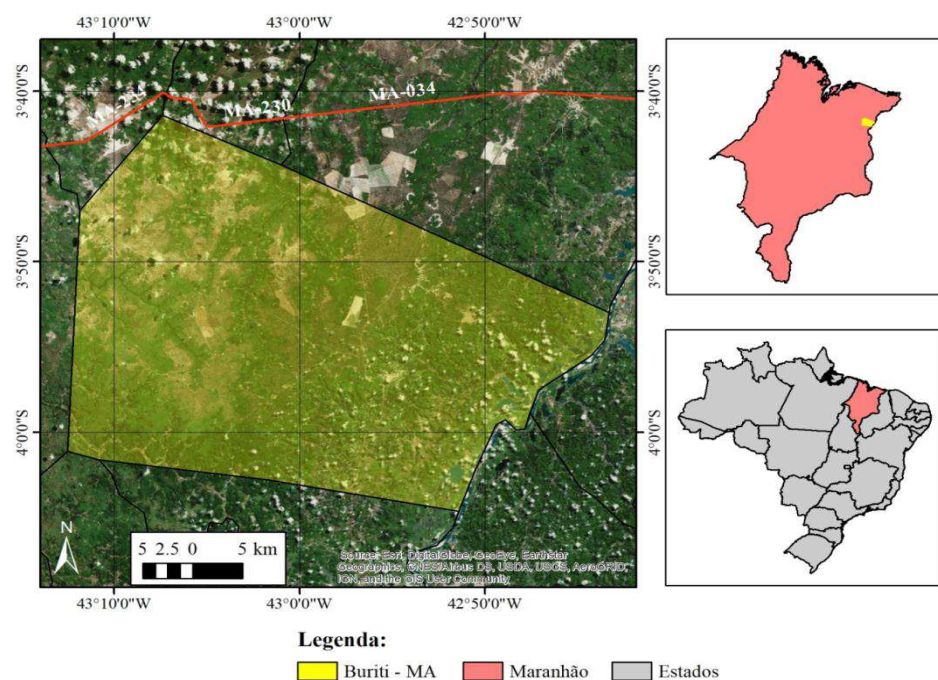 43°10'0"W 43°0'0"W 42°50'0"W
3°40'0"S 3°40'0"S
MA-230
MA-034
3°50'0"S 3°50'0"S
4°0'0"S 4°0'0"S
N
5 2.5 0 5 km
Source: Esri, DigitalGlobe, GeoEye, Earthstar
Geographics, CNES/Airbus DS, USDA, USGS, AeroGRID,
IGN, and the GIS User Community
43°10'0"W 43°0'0"W 42°50'0"W
Legenda:
Buriti - MA Maranhão Estados